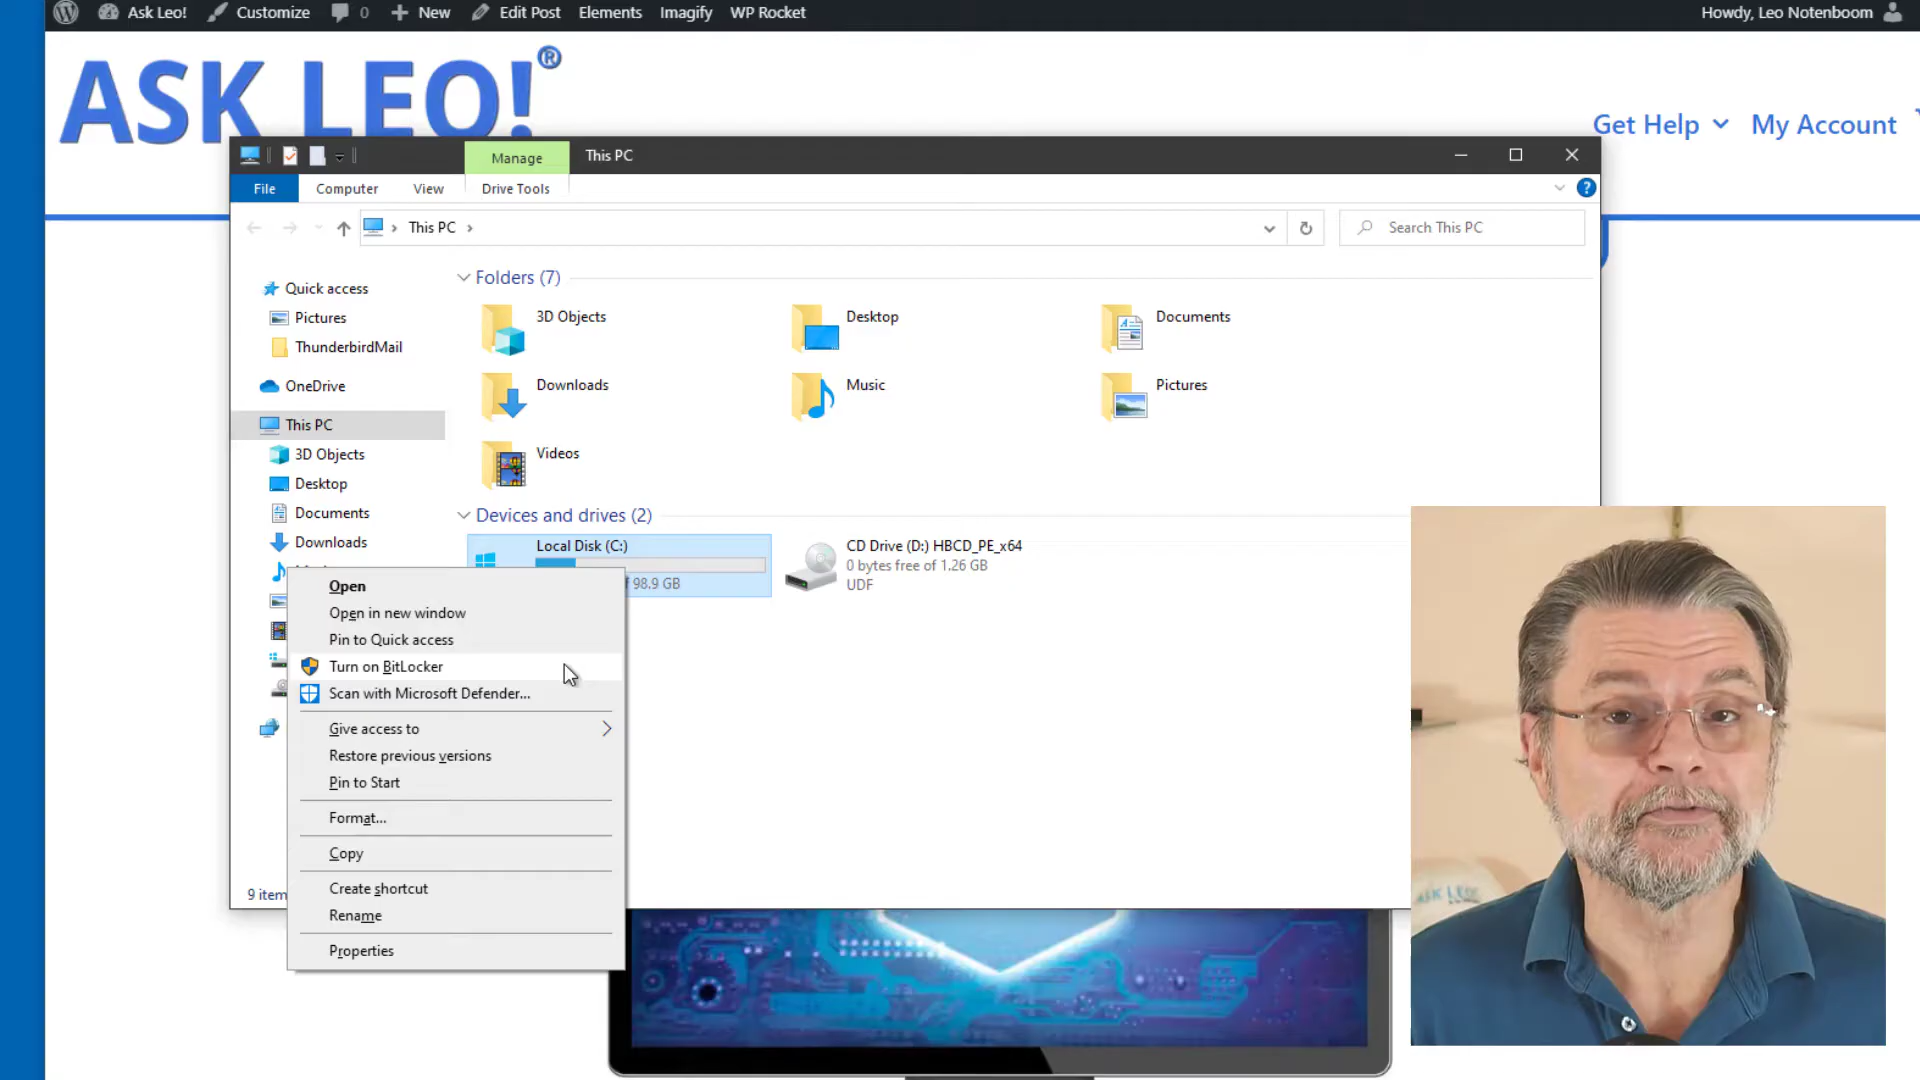 Ask Leo!
Customize
0
New
Edit Post
Elements
Imagify
WP Rocket
Howdy, Leo Notenboom
ASK LEO!®
Get Help
My Account
Manage
This PC
File
Computer
View
Drive Tools
This PC
Search This PC
Quick access
Pictures
ThunderbirdMail
OneDrive
This PC
3D Objects
Desktop
Documents
Downloads
Folders (7)
3D Objects
Desktop
Documents
Downloads
Music
Pictures
Videos
Devices and drives (2)
Local Disk (C:)
98.9 GB
CD Drive (D:) HBCD_PE_x64
0 bytes free of 1.26 GB
UDF
Open
Open in new window
Pin to Quick access
Turn on BitLocker
Scan with Microsoft Defender...
Give access to
Restore previous versions
Pin to Start
Format...
Copy
Create shortcut
Rename
Properties
9 item
ASK LEO!